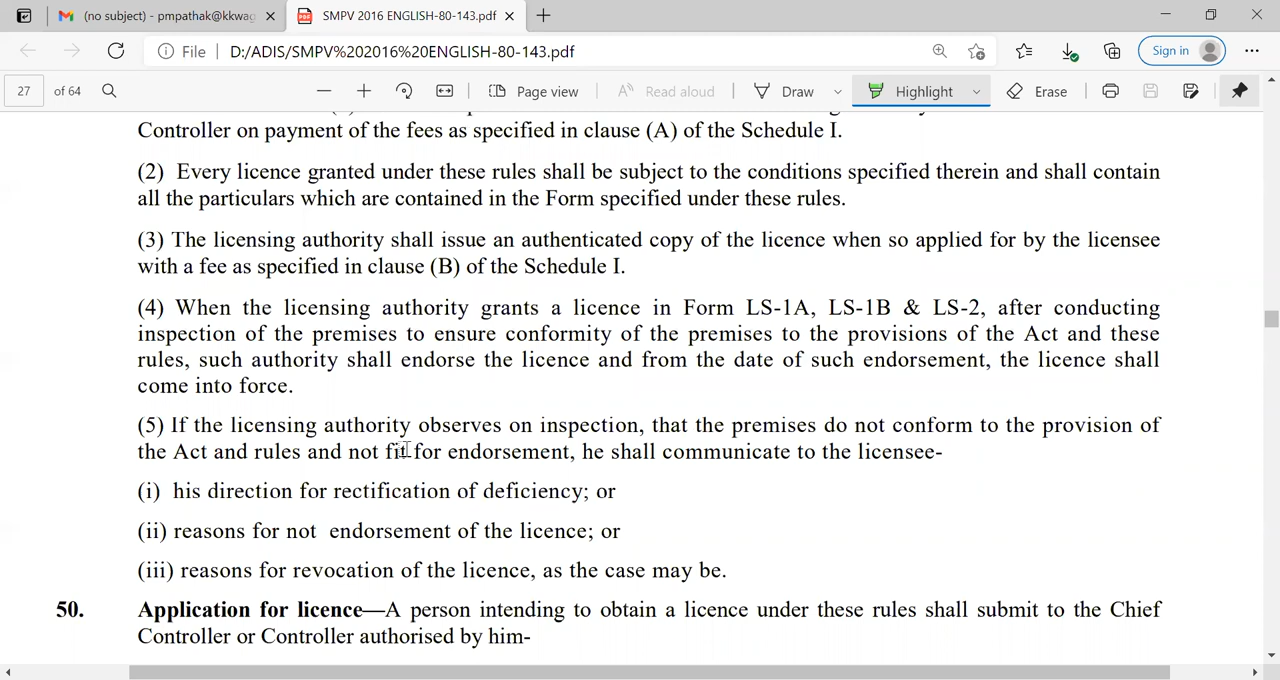 (no subject) - pmpathak@kkwag
SMPV 2016 ENGLISH-80-143.pdf
File
D:/ADIS/SMPV%202016%20ENGLISH-80-143.pdf
Sign in
27 of 64
Page view
Read aloud
Draw
Highlight
Erase
Controller on payment of the fees as specified in clause (A) of the Schedule I.
(2) Every licence granted under these rules shall be subject to the conditions specified therein and shall contain
all the particulars which are contained in the Form specified under these rules.
(3) The licensing authority shall issue an authenticated copy of the licence when so applied for by the licensee
with a fee as specified in clause (B) of the Schedule I.
(4) When the licensing authority grants a licence in Form LS-1A, LS-1B & LS-2, after conducting
inspection of the premises to ensure conformity of the premises to the provisions of the Act and these
rules, such authority shall endorse the licence and from the date of such endorsement, the licence shall
come into force.
(5) If the licensing authority observes on inspection, that the premises do not conform to the provision of
the Act and rules and not fit for endorsement, he shall communicate to the licensee-
(i) his direction for rectification of deficiency; or
(ii) reasons for not endorsement of the licence; or
(iii) reasons for revocation of the licence, as the case may be.
50. Application for licence—A person intending to obtain a licence under these rules shall submit to the Chief
Controller or Controller authorised by him-